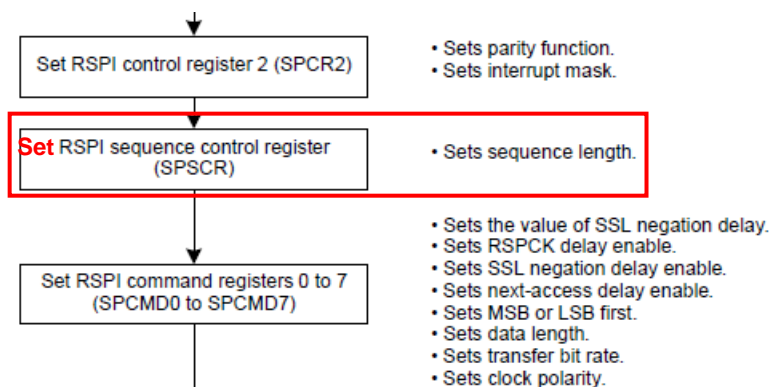 Set RSPI control register 2 (SPCR2)
• Sets parity function.
• Sets interrupt mask.
Set RSPI sequence control register
(SPSCR)
• Sets sequence length.
Set RSPI command registers 0 to 7
(SPCMD0 to SPCMD7)
• Sets the value of SSL negation delay.
• Sets RSPCK delay enable.
• Sets SSL negation delay enable.
• Sets next-access delay enable.
• Sets MSB or LSB first.
• Sets data length.
• Sets transfer bit rate.
• Sets clock polarity.